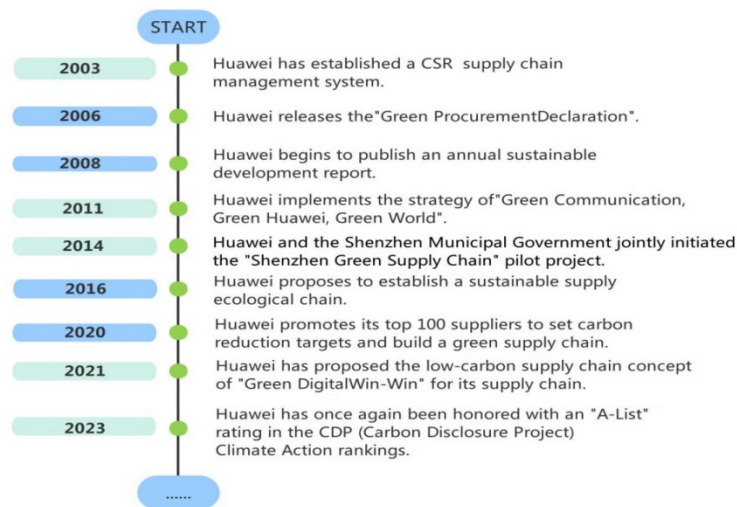 START
2003
Huawei has established a CSR supply chain
management system.
2006
Huawei releases the"Green ProcurementDeclaration".
2008
Huawei begins to publish an annual sustainable
development report.
2011
Huawei implements the strategy of"Green Communication,
Green Huawei, Green World".
2014
Huawei and the Shenzhen Municipal Government jointly initiated
the "Shenzhen Green Supply Chain" pilot project.
2016
Huawei proposes to establish a sustainable supply
ecological chain.
2020
Huawei promotes its top 100 suppliers to set carbon
reduction targets and build a green supply chain.
2021
Huawei has proposed the low-carbon supply chain concept
of "Green DigitalWin-Win" for its supply chain.
2023
Huawei has once again been honored with an "A-List"
rating in the CDP (Carbon Disclosure Project)
Climate Action rankings.
......